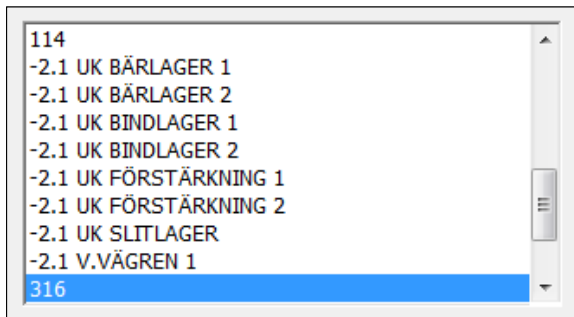 114
-2.1 UK BÄRLAGER 1
-2.1 UK BÄRLAGER 2
-2.1 UK BINDLAGER 1
-2.1 UK BINDLAGER 2
-2.1 UK FÖRSTÄRKNING 1
-2.1 UK FÖRSTÄRKNING 2
-2.1 UK SLITLAGER
-2.1 V.VÄGREN 1
316